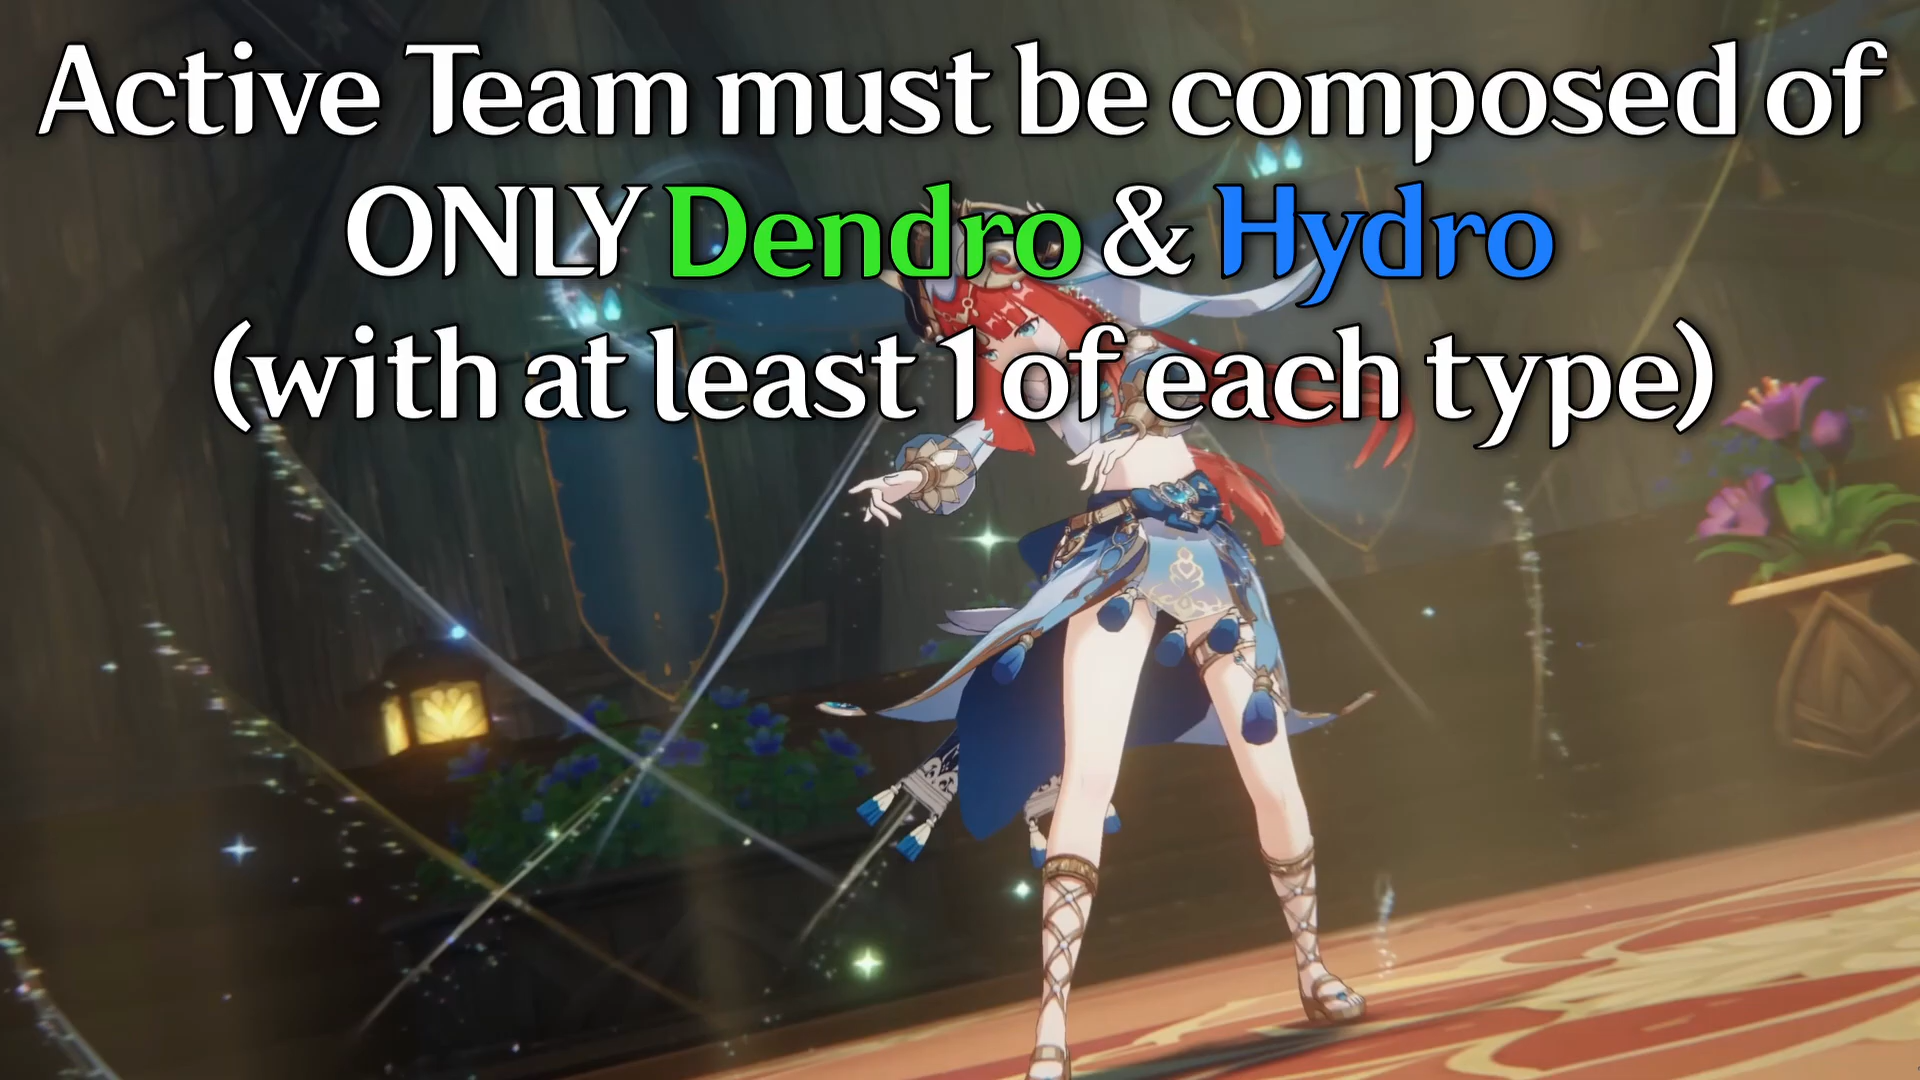 Active Team must be composed of
ONLY Dendro & Hydro
(with at least 1 of each type)